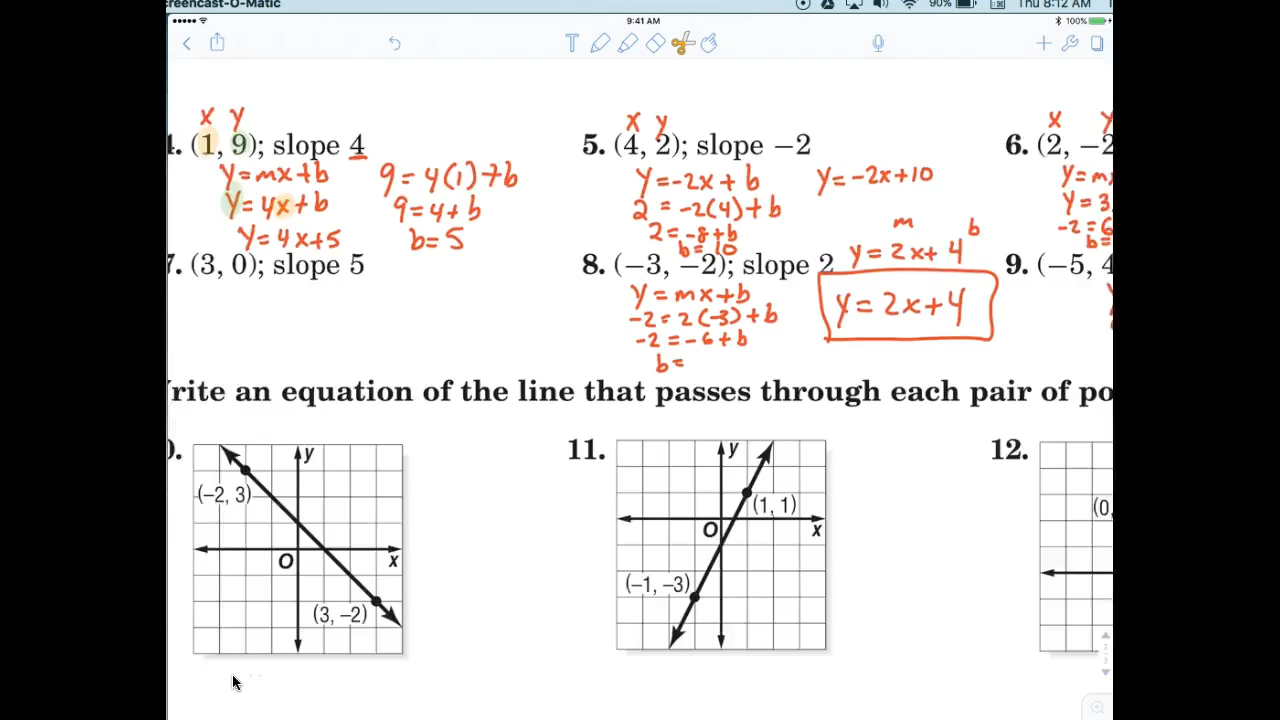 reencast-O-Matic
90%
Thu 8:12 AM
9:41 AM
100%
T
x y
4. (1, 9); slope 4
y=mx+b
9=4(1)+b
y=4x+b
9=4+b
y=4x+5
b=5
x y
5. (4, 2); slope −2
y=-2x+b
y=-2x+10
2=-2(4)+b
2=-8+b
b=10
x y
6. (2, −2
y=m
y=3
-2=6
b=
7. (3, 0); slope 5
8. (−3, −2); slope 2
m b
y=2x+4
y=mx+b
y=2x+4
-2=2(-3)+b
-2=-6+b
b=
9. (−5, 4
rite an equation of the line that passes through each pair of po
0.
y
(−2, 3)
O
x
(3, −2)
11.
y
(1, 1)
O
x
(−1, −3)
12.
(0,